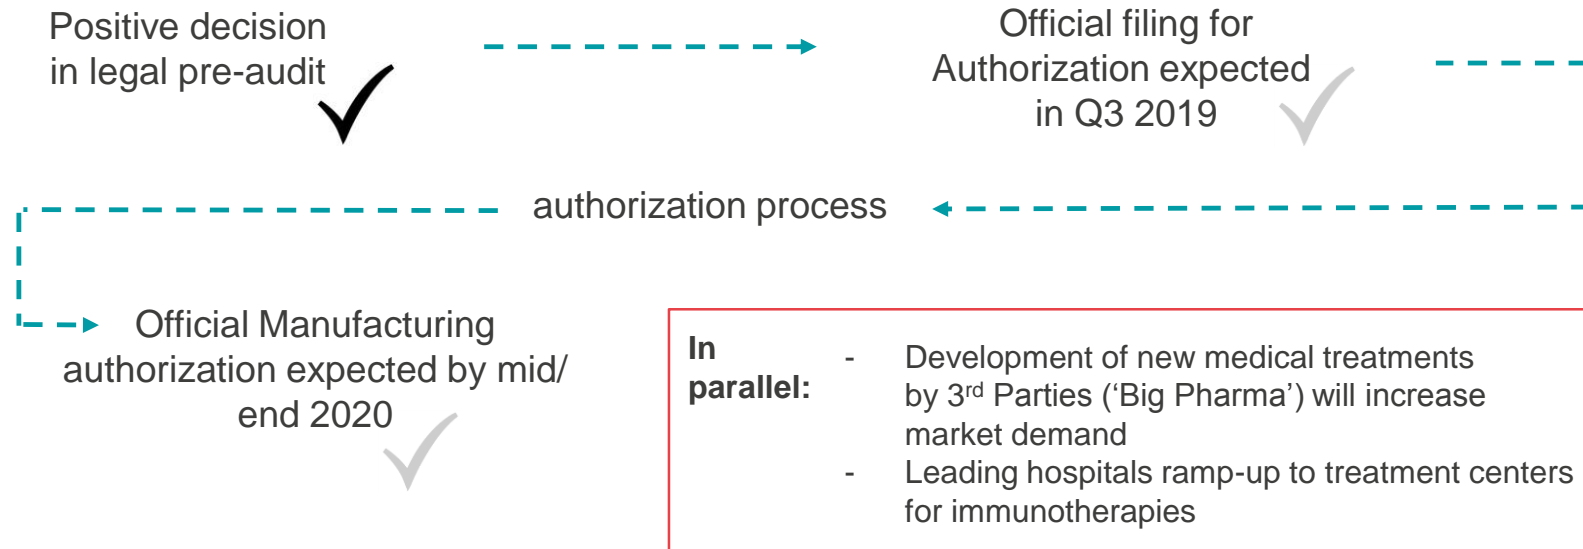 Positive decision
in legal pre-audit
Official filing for
Authorization expected
in Q3 2019
authorization process
Official Manufacturing
authorization expected by mid/
end 2020
In
parallel:
- Development of new medical treatments
by 3rd Parties (‘Big Pharma’) will increase
market demand
- Leading hospitals ramp-up to treatment centers
for immunotherapies